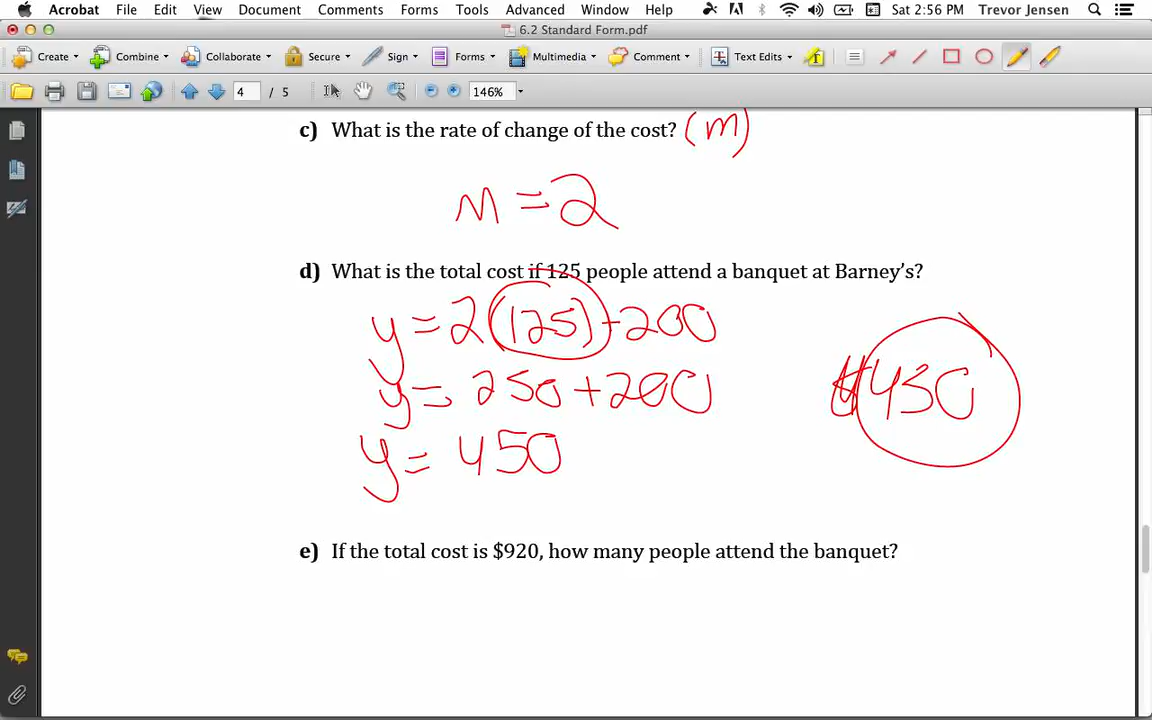 Acrobat File Edit View Document Comments Forms Tools Advanced Window Help Sat 2:56 PM Trevor Jensen
6.2 Standard Form.pdf
Create Combine Collaborate Secure Sign Forms Multimedia Comment Text Edits
4 / 5 146%
c) What is the rate of change of the cost? (m)
m = 2
d) What is the total cost if 125 people attend a banquet at Barney's?
y = 2(125)+200
y = 250+200
y = 450
$450
e) If the total cost is $920, how many people attend the banquet?